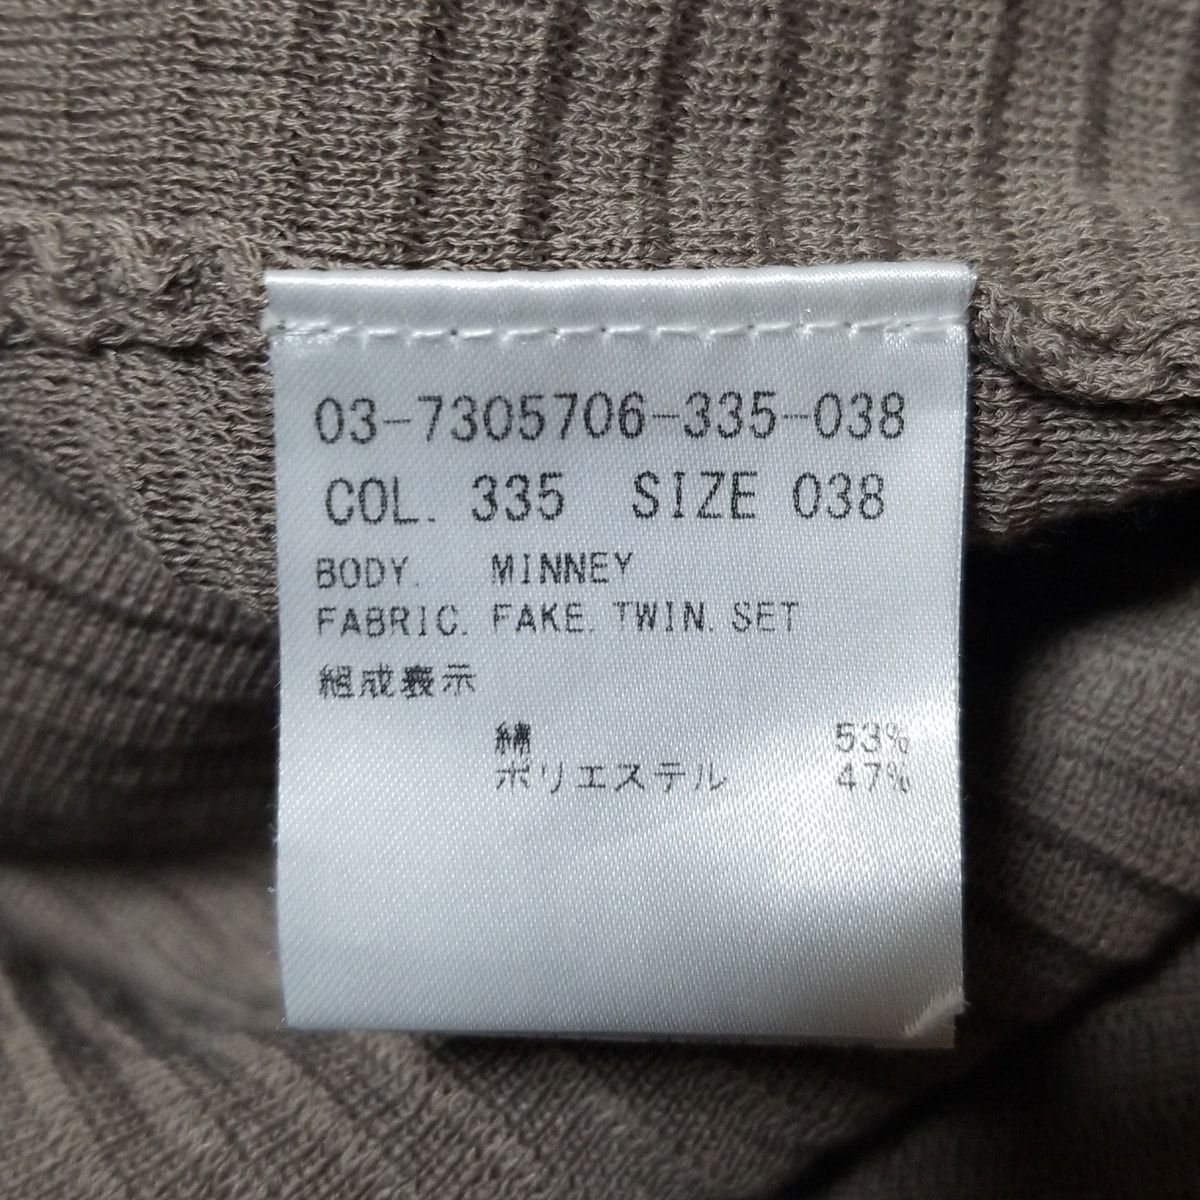 03-7305706-335-038
COL. 335 SIZE 038
BODY. MINNEY
FABRIC. FAKE. TWIN. SET
組成表示
綿 53%
ポリエステル 47%